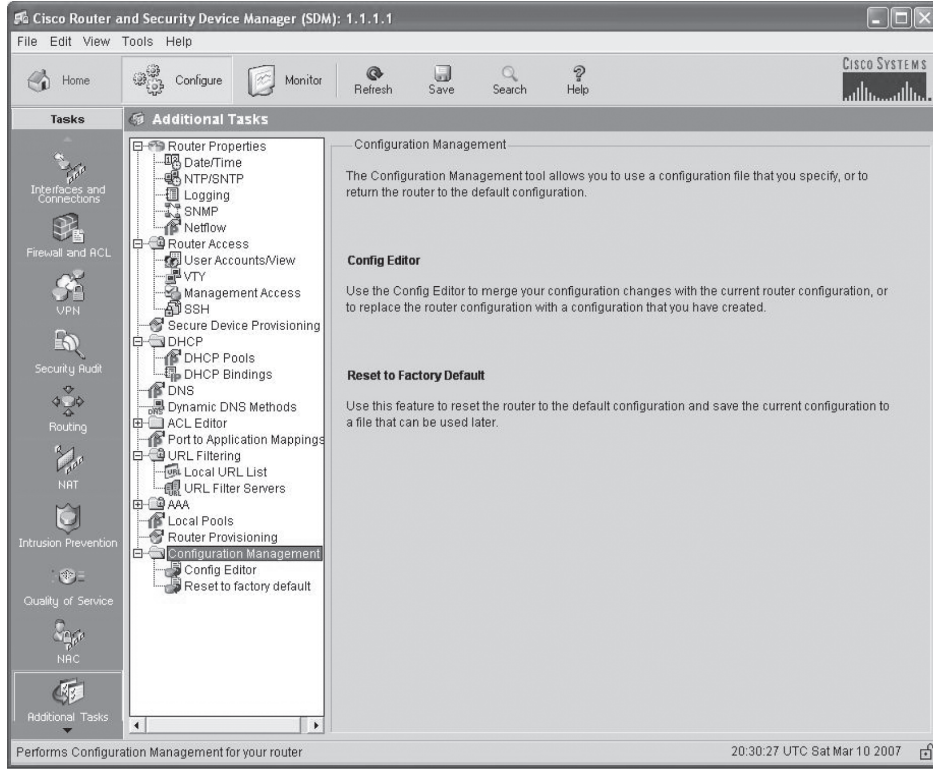 Cisco Router and Security Device Manager (SDM): 1.1.1.1
File Edit View Tools Help
Home Configure Monitor Refresh Save Search Help
CISCO SYSTEMS
Tasks
Additional Tasks
Interfaces and
Connections
Firewall and ACL
VPN
Security Audit
Routing
NAT
Intrusion Prevention
Quality of Service
NAC
Additional Tasks
Router Properties
Date/Time
NTP/SNTP
Logging
SNMP
Netflow
Router Access
User Accounts/View
VTY
Management Access
SSH
Secure Device Provisioning
DHCP
DHCP Pools
DHCP Bindings
DNS
Dynamic DNS Methods
ACL Editor
Port to Application Mappings
URL Filtering
Local URL List
URL Filter Servers
AAA
Local Pools
Router Provisioning
Configuration Management
Config Editor
Reset to factory default
Configuration Management
The Configuration Management tool allows you to use a configuration file that you specify, or to
return the router to the default configuration.
Config Editor
Use the Config Editor to merge your configuration changes with the current router configuration, or
to replace the router configuration with a configuration that you have created.
Reset to Factory Default
Use this feature to reset the router to the default configuration and save the current configuration to
a file that can be used later.
Performs Configuration Management for your router
20:30:27 UTC Sat Mar 10 2007